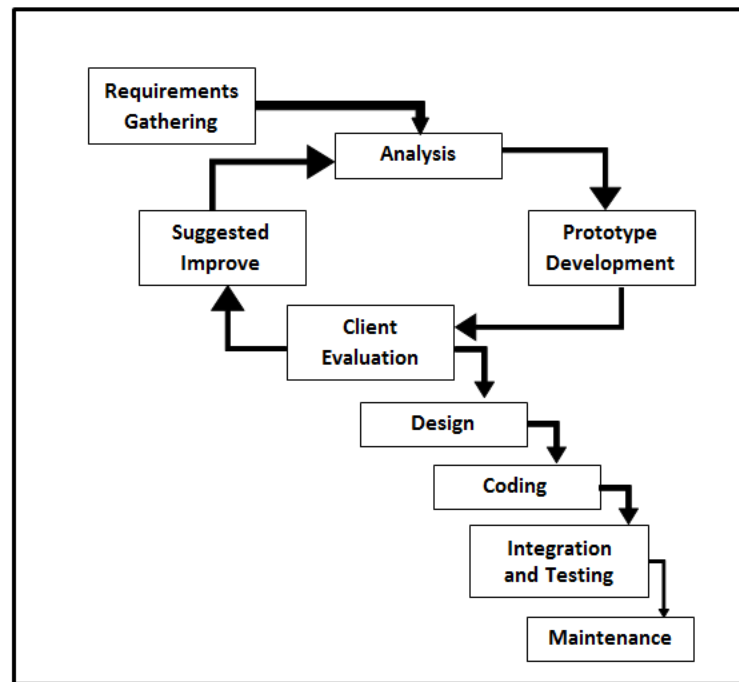 Requirements
Gathering
Analysis
Suggested
Improve
Prototype
Development
Client
Evaluation
Design
Coding
Integration
and Testing
Maintenance